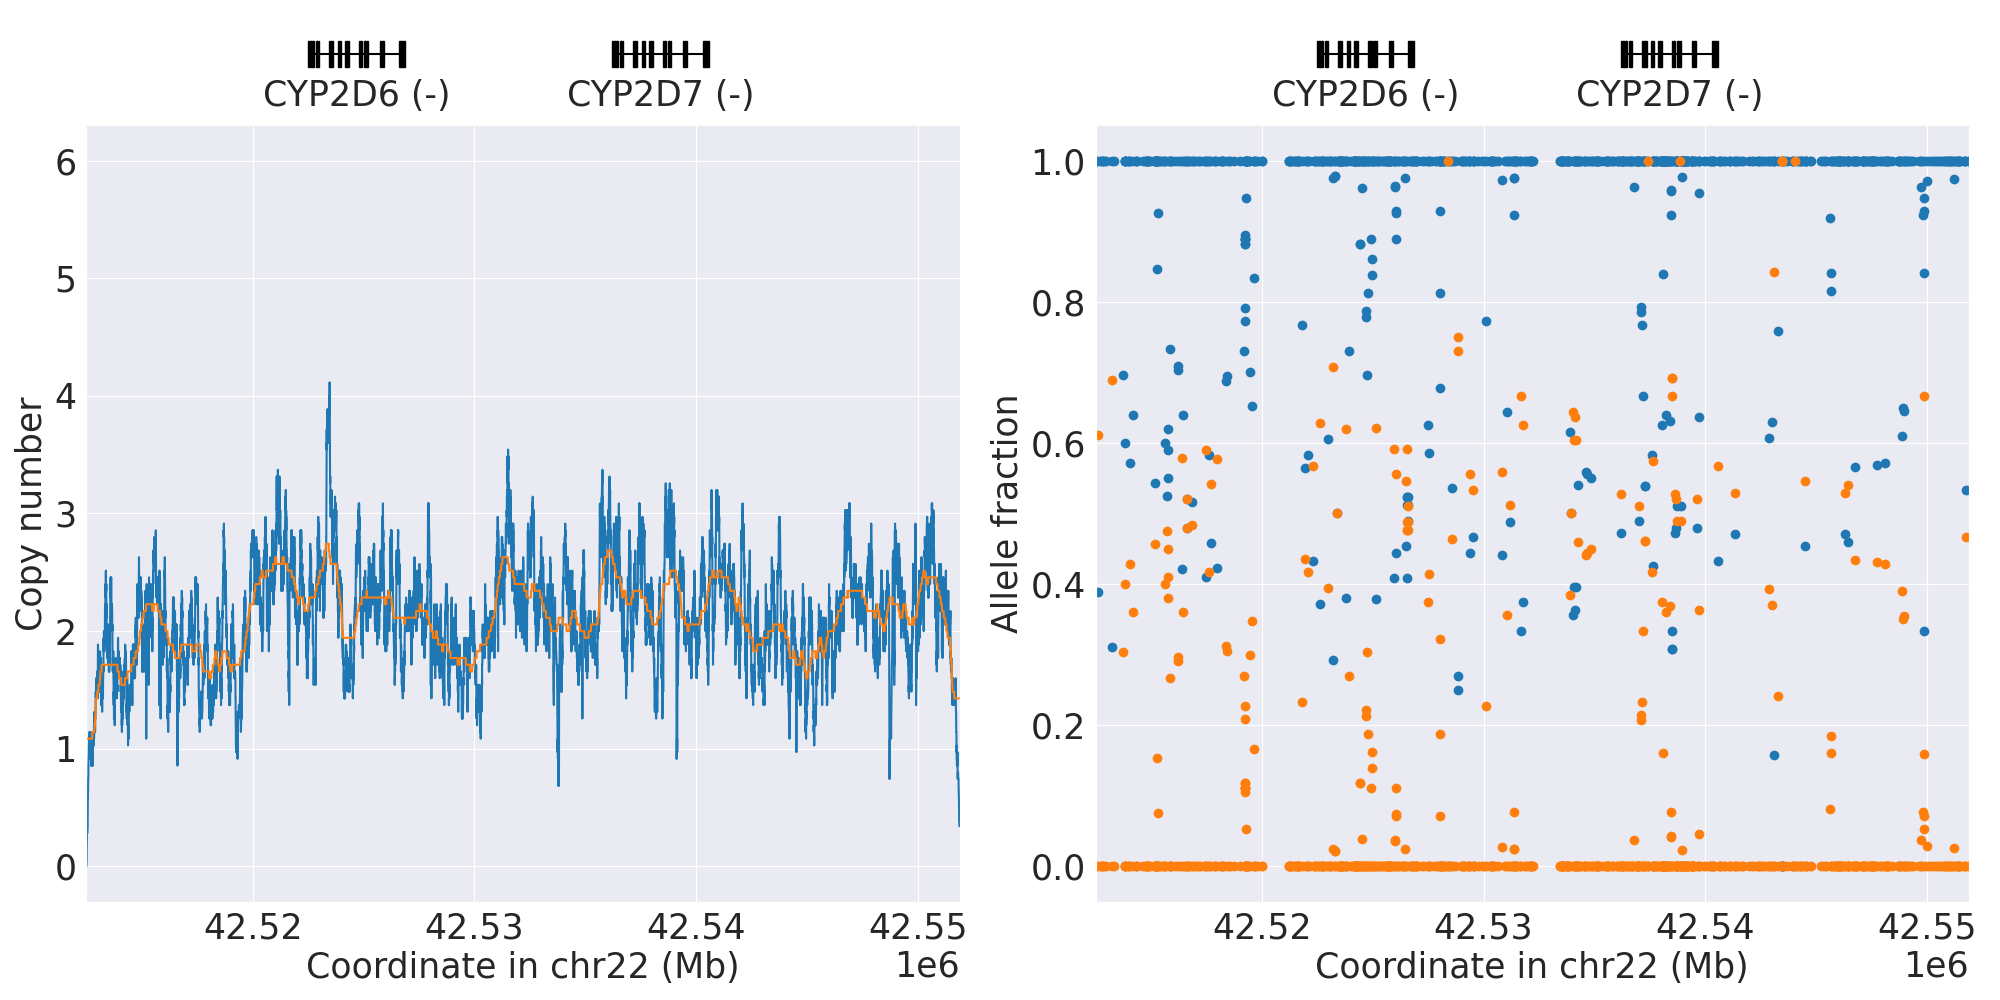 CYP2D6 (-) CYP2D7 (-)
6
5
4
3
2
1
0
Copy number
42.52 42.53 42.54 42.55
Coordinate in chr22 (Mb)
1e6
CYP2D6 (-) CYP2D7 (-)
1.0
0.8
0.6
0.4
0.2
0.0
Allele fraction
42.52 42.53 42.54 42.55
Coordinate in chr22 (Mb)
1e6